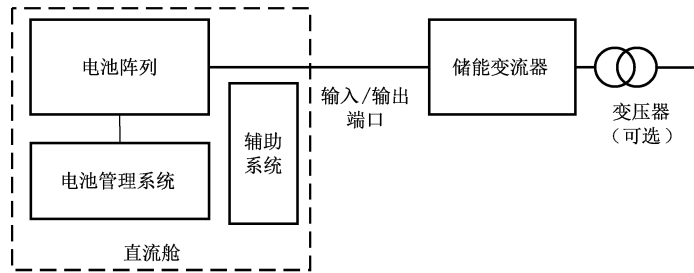 电池阵列
储能变流器
输入/输出
端口
变压器
（可选）
辅助
系统
电池管理系统
直流舱